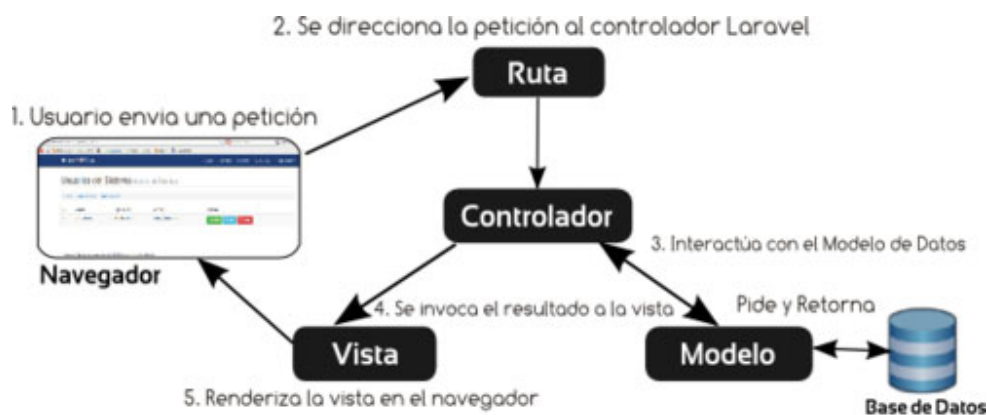 2. Se direcciona la petición al controlador Laravel
Ruta
1. Usuario envia una petición
Controlador
3. Interactúa con el Modelo de Datos
Navegador
4. Se invoca el resultado a la vista
Pide y Retorna
Vista
Modelo
5. Renderiza la vista en el navegador
Base de Datos